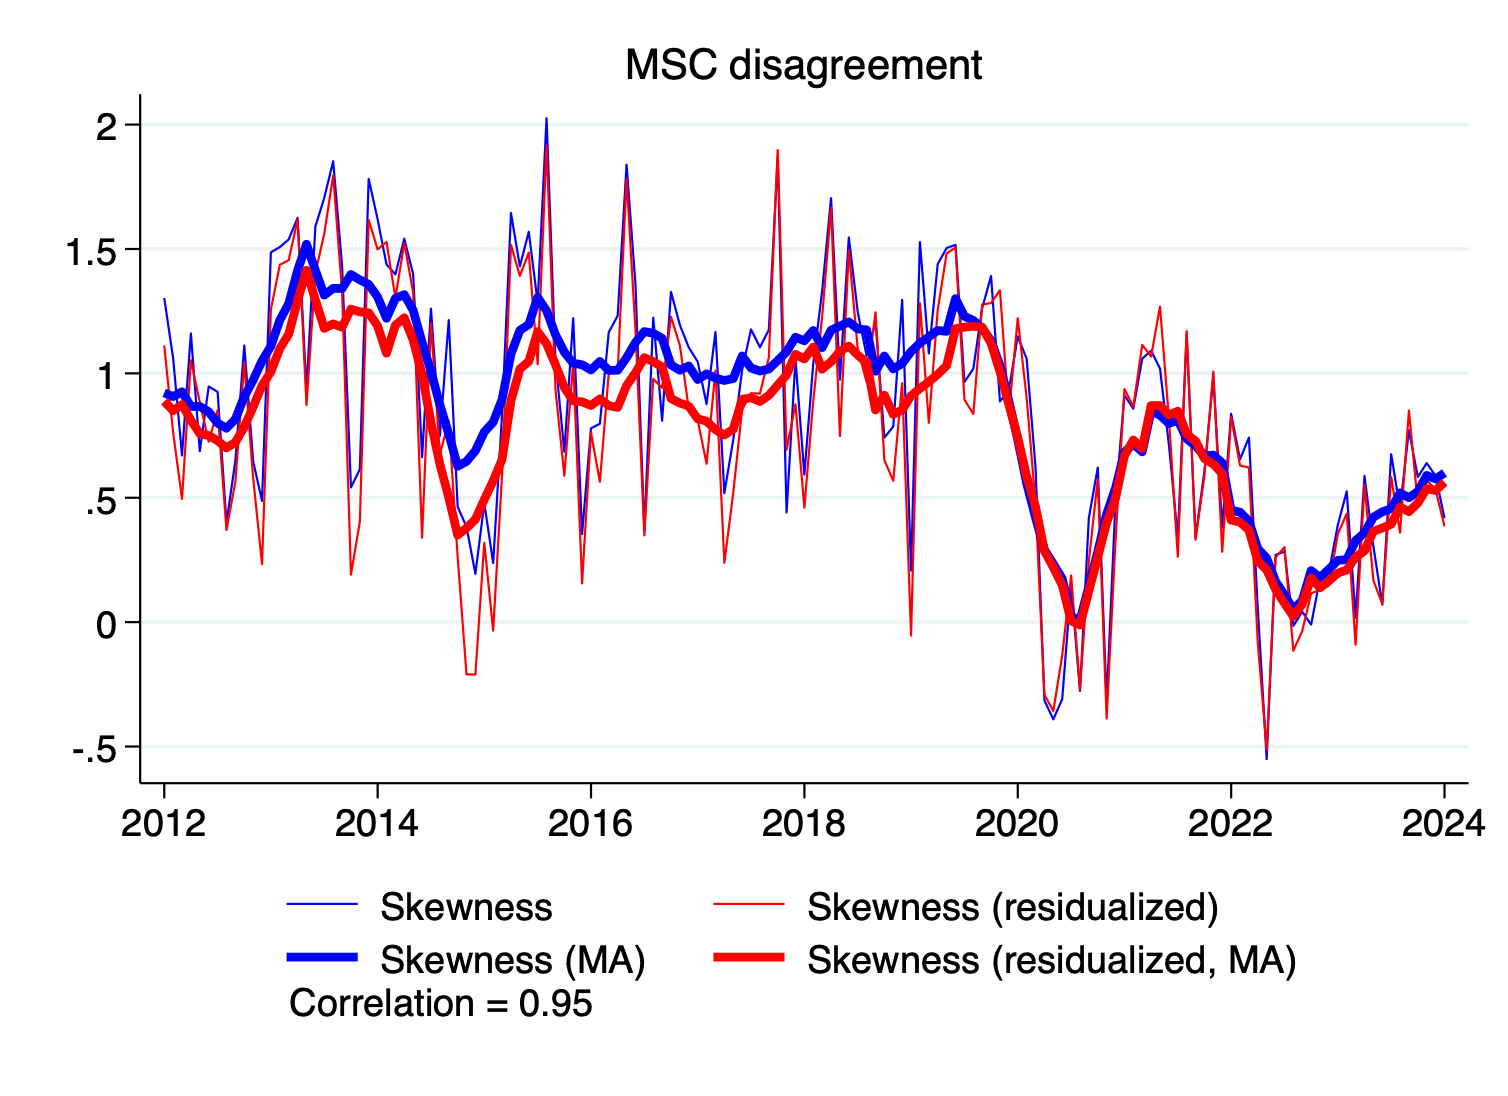 MSC disagreement
2
1.5
1
.5
0
-.5
2012 2014 2016 2018 2020 2022 2024
Skewness Skewness (residualized)
Skewness (MA) Skewness (residualized, MA)
Correlation = 0.95